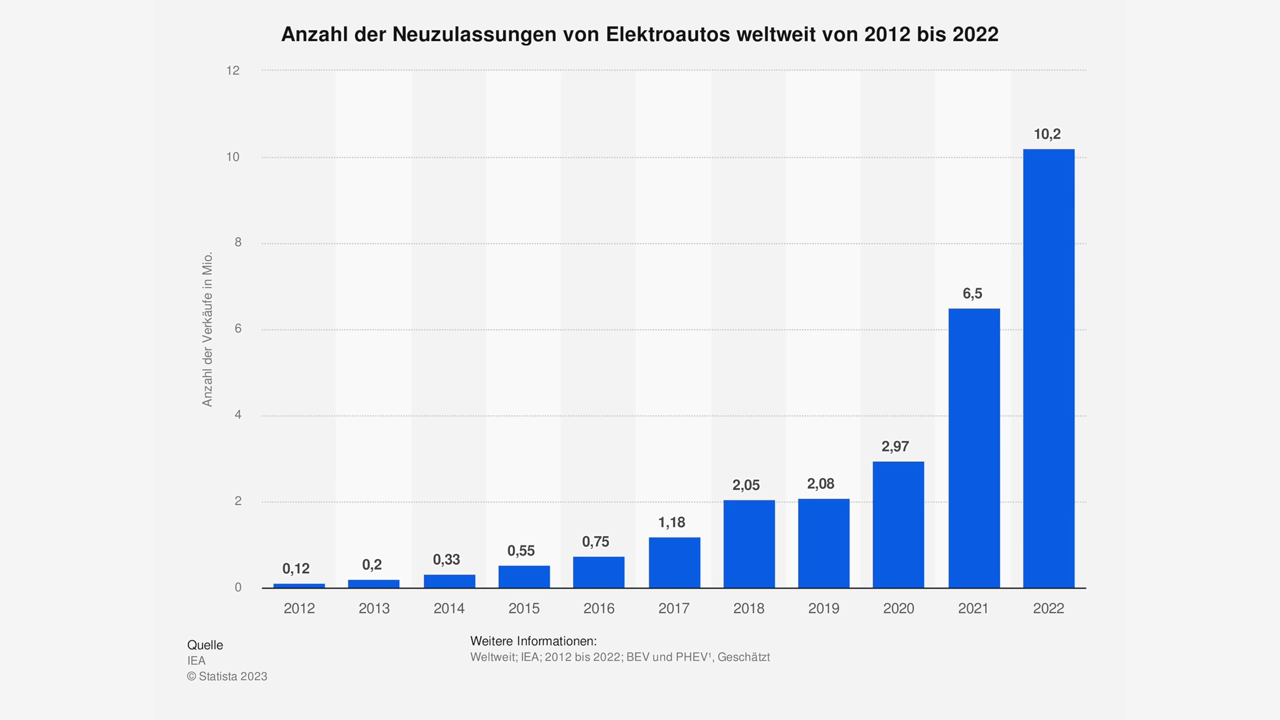 Anzahl der Neuzulassungen von Elektroautos weltweit von 2012 bis 2022
Anzahl der Verkäufe in Mio.
12
10
8
6
4
2
0
0,12
0,2
0,33
0,55
0,75
1,18
2,05
2,08
2,97
6,5
10,2
2012 2013 2014 2015 2016 2017 2018 2019 2020 2021 2022
Quelle
IEA
© Statista 2023
Weitere Informationen:
Weltweit; IEA; 2012 bis 2022; BEV und PHEV¹, Geschätzt